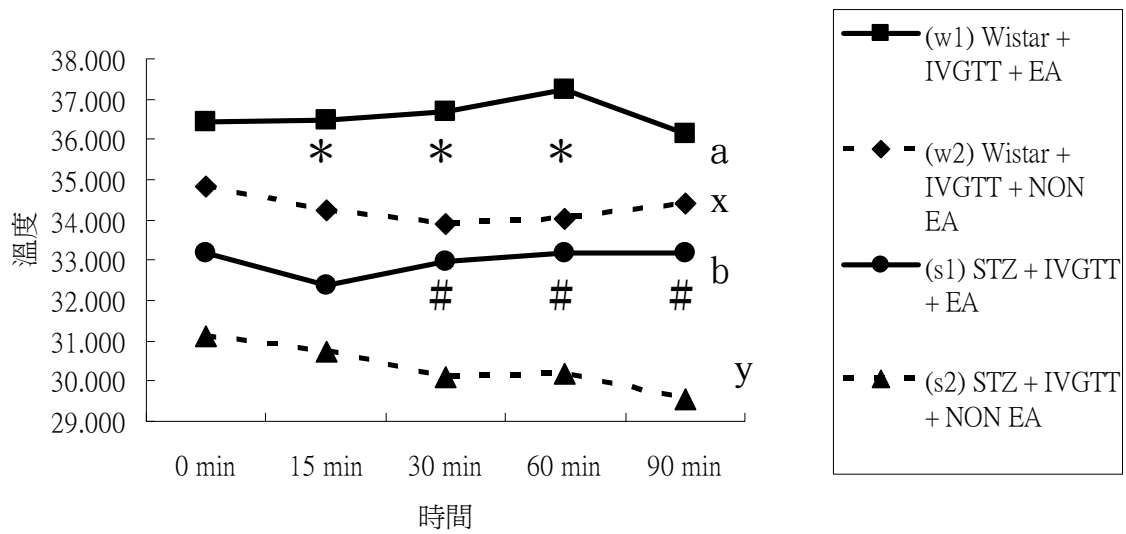 38.000
37.000
36.000
35.000
34.000
33.000
32.000
31.000
30.000
29.000
溫度
0 min
15 min
30 min
60 min
90 min
時間
* * *
a
x
b
# # #
y
(w1) Wistar +
IVGTT + EA
(w2) Wistar +
IVGTT + NON
EA
(s1) STZ + IVGTT
+ EA
(s2) STZ + IVGTT
+ NON EA